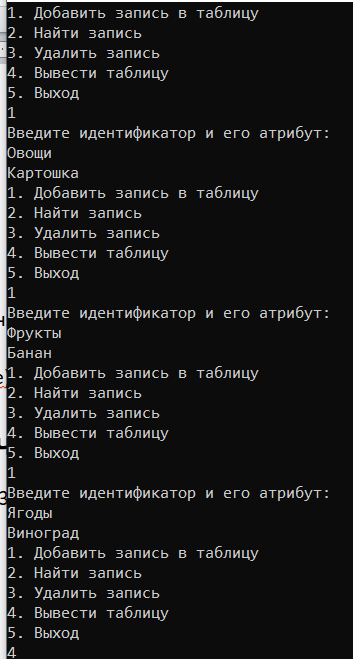 1. Добавить запись в таблицу
2. Найти запись
3. Удалить запись
4. Вывести таблицу
5. Выход
1
Введите идентификатор и его атрибут:
Овощи
Картошка
1. Добавить запись в таблицу
2. Найти запись
3. Удалить запись
4. Вывести таблицу
5. Выход
1
Введите идентификатор и его атрибут:
Фрукты
Банан
1. Добавить запись в таблицу
2. Найти запись
3. Удалить запись
4. Вывести таблицу
5. Выход
1
Введите идентификатор и его атрибут:
Ягоды
Виноград
1. Добавить запись в таблицу
2. Найти запись
3. Удалить запись
4. Вывести таблицу
5. Выход
4